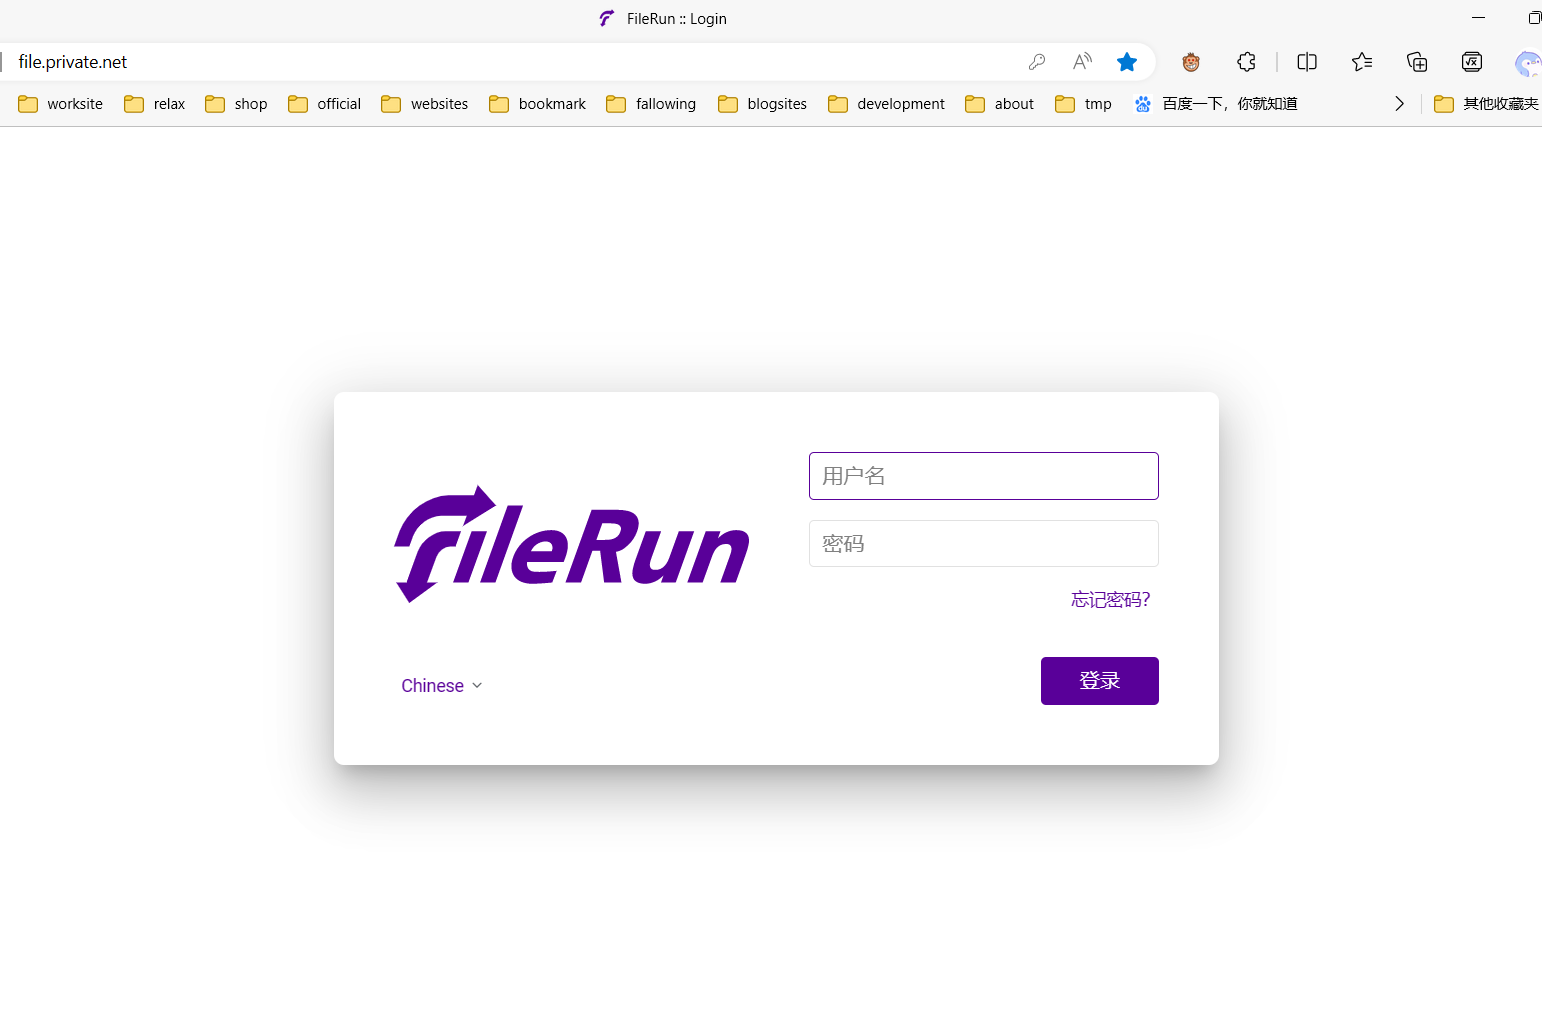 FileRun :: Login
file.private.net
worksite relax shop official websites bookmark fallowing blogsites development about tmp 百度一下，你就知道 其他收藏夹
FileRun
用户名
密码
忘记密码?
Chinese
登录